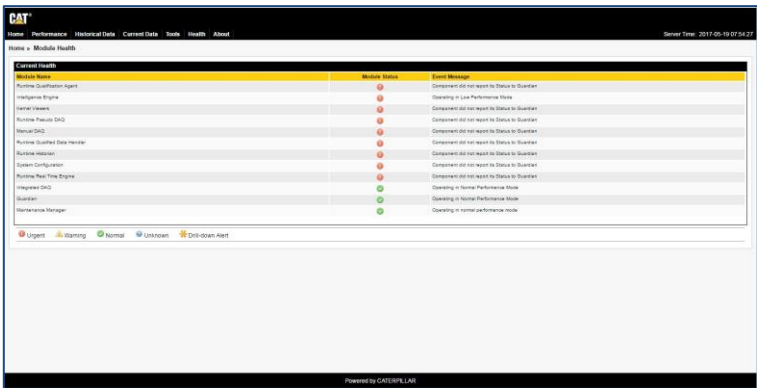 CAT®
Home Performance Historical Data Current Data Tools Health About Server Time: 2017-05-19 07:54:27
Home » Module Health
Current Health
Module Name Module Status Event Message
Runtime Qualification Agent Component did not report its Status to Guardian
Intelligence Engine Operating in Low Performance Mode
Kernel Viewers Component did not report its Status to Guardian
Runtime Pseudo DAQ Component did not report its Status to Guardian
Manual DAQ Component did not report its Status to Guardian
Runtime Qualified Data Handler Component did not report its Status to Guardian
Runtime Historian Component did not report its Status to Guardian
System Configuration Component did not report its Status to Guardian
Runtime Real Time Engine Component did not report its Status to Guardian
Integrated DAQ Operating in Normal Performance Mode
Guardian Operating in Normal Performance Mode
Maintenance Manager Operating in normal performance mode
Urgent Warning Normal Unknown Drill-down Alert
Powered by CATERPILLAR